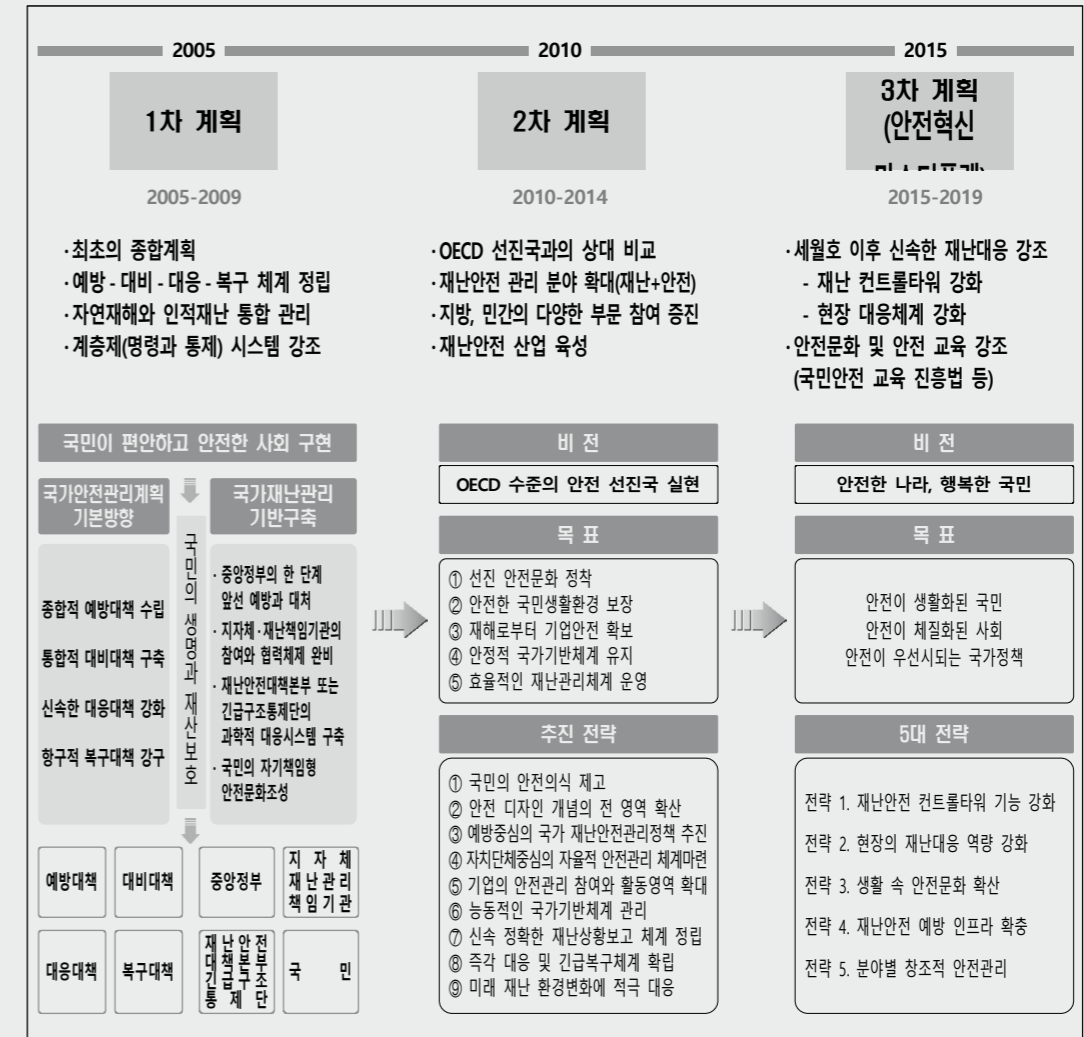 2005
2010
2015
1차 계획
2차 계획
3차 계획
(안전혁신
2005-2009
2010-2014
2015-2019
·최초의 종합계획
·예방 - 대비 - 대응 - 복구 체계 정립
·자연재해와 인적재난 통합 관리
·계층제(명령과 통제) 시스템 강조
·OECD 선진국과의 상대 비교
·재난안전 관리 분야 확대(재난+안전)
·지방, 민간의 다양한 부문 참여 증진
·재난안전 산업 육성
·세월호 이후 신속한 재난대응 강조
- 재난 컨트롤타워 강화
- 현장 대응체계 강화
·안전문화 및 안전 교육 강조
(국민안전 교육 진흥법 등)
국민이 편안하고 안전한 사회 구현
국가안전관리계획
기본방향
국가재난관리
기반구축
종합적 예방대책 수립
통합적 대비대책 구축
신속한 대응대책 강화
항구적 복구대책 강구
국민의 생명과 재산보호
· 중앙정부의 한 단계
앞선 예방과 대처
· 지자체·재난책임기관의
참여와 협력체제 완비
· 재난안전대책본부 또는
긴급구조통제단의
과학적 대응시스템 구축
· 국민의 자기책임형
안전문화조성
예방대책
대비대책
중앙정부
지 자 체
재난관리
책임기관
대응대책
복구대책
재난안전
대책본부
긴급구조
통 제 단
국 민
비 전
OECD 수준의 안전 선진국 실현
목 표
① 선진 안전문화 정착
② 안전한 국민생활환경 보장
③ 재해로부터 기업안전 확보
④ 안정적 국가기반체계 유지
⑤ 효율적인 재난관리체계 운영
추진 전략
① 국민의 안전의식 제고
② 안전 디자인 개념의 전 영역 확산
③ 예방중심의 국가 재난안전관리정책 추진
④ 자치단체중심의 자율적 안전관리 체계마련
⑤ 기업의 안전관리 참여와 활동영역 확대
⑥ 능동적인 국가기반체계 관리
⑦ 신속 정확한 재난상황보고 체계 정립
⑧ 즉각 대응 및 긴급복구체계 확립
⑨ 미래 재난 환경변화에 적극 대응
비 전
안전한 나라, 행복한 국민
목 표
안전이 생활화된 국민
안전이 체질화된 사회
안전이 우선시되는 국가정책
5대 전략
전략 1. 재난안전 컨트롤타워 기능 강화
전략 2. 현장의 재난대응 역량 강화
전략 3. 생활 속 안전문화 확산
전략 4. 재난안전 예방 인프라 확충
전략 5. 분야별 창조적 안전관리